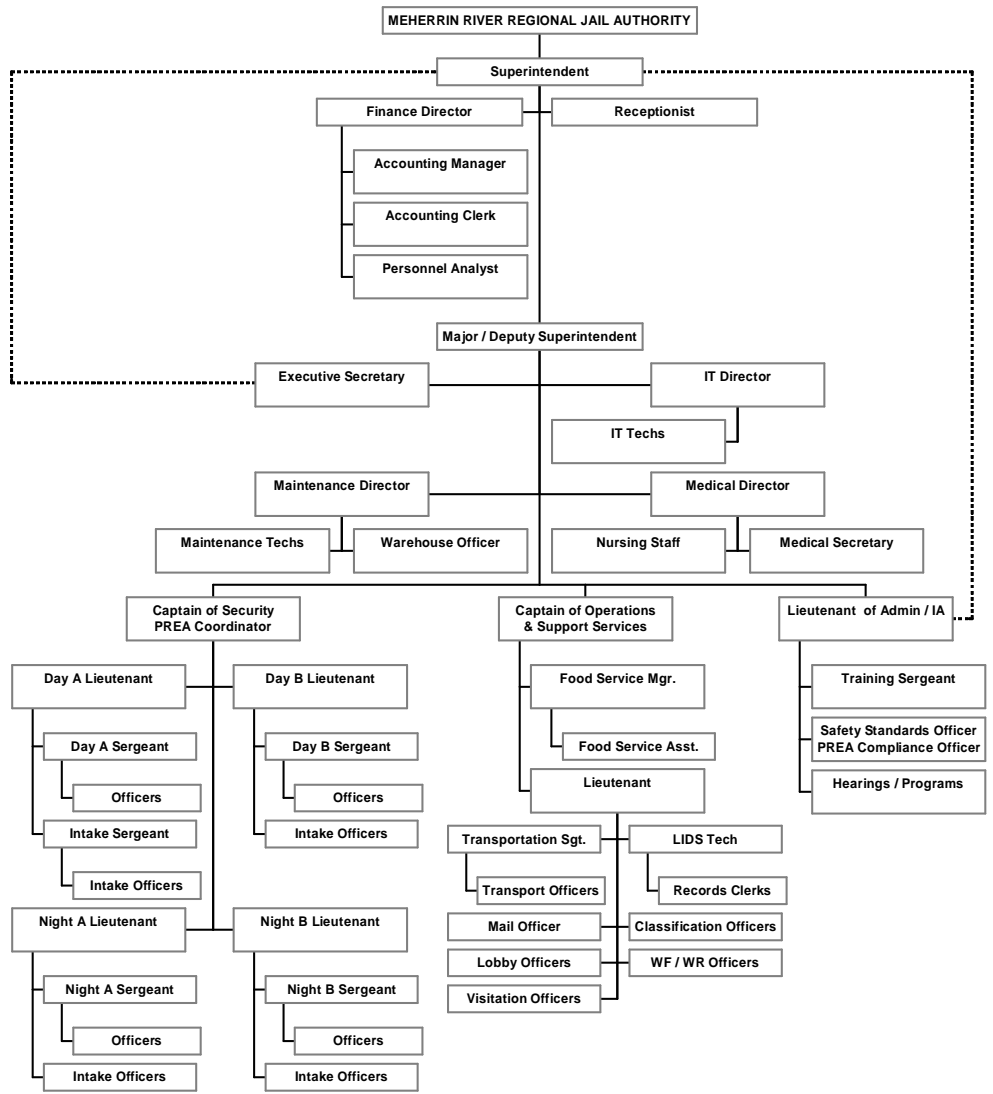 MEHERRIN RIVER REGIONAL JAIL AUTHORITY
Superintendent
Finance Director
Receptionist
Accounting Manager
Accounting Clerk
Personnel Analyst
Major / Deputy Superintendent
Executive Secretary
IT Director
IT Techs
Maintenance Director
Medical Director
Maintenance Techs
Warehouse Officer
Nursing Staff
Medical Secretary
Captain of Security
PREA Coordinator
Day A Lieutenant
Day B Lieutenant
Day A Sergeant
Day B Sergeant
Officers
Officers
Intake Sergeant
Intake Officers
Intake Officers
Night A Lieutenant
Night B Lieutenant
Night A Sergeant
Night B Sergeant
Officers
Officers
Intake Officers
Intake Officers
Captain of Operations
& Support Services
Food Service Mgr.
Food Service Asst.
Lieutenant
Transportation Sgt.
LIDS Tech
Transport Officers
Records Clerks
Mail Officer
Classification Officers
Lobby Officers
WF / WR Officers
Visitation Officers
Lieutenant of Admin / IA
Training Sergeant
Safety Standards Officer
PREA Compliance Officer
Hearings / Programs